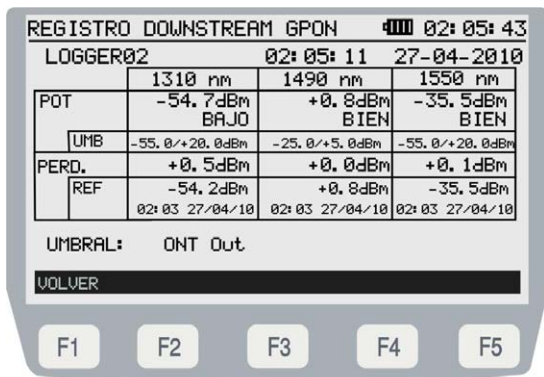 REGISTRO DOWNSTREAM GPON 02:05:43
LOGGER02 02:05:11 27-04-2010
1310 nm 1490 nm 1550 nm
POT -54.7dBm +0.8dBm -35.5dBm
BAJO BIEN BIEN
UMB -55.0/+20.0dBm -25.0/+5.0dBm -55.0/+20.0dBm
PERD. +0.5dBm +0.0dBm +0.1dBm
REF -54.2dBm +0.8dBm -35.5dBm
02:03 27/04/10 02:03 27/04/10 02:03 27/04/10
UMBRAL: ONT Out
VOLVER
F1 F2 F3 F4 F5